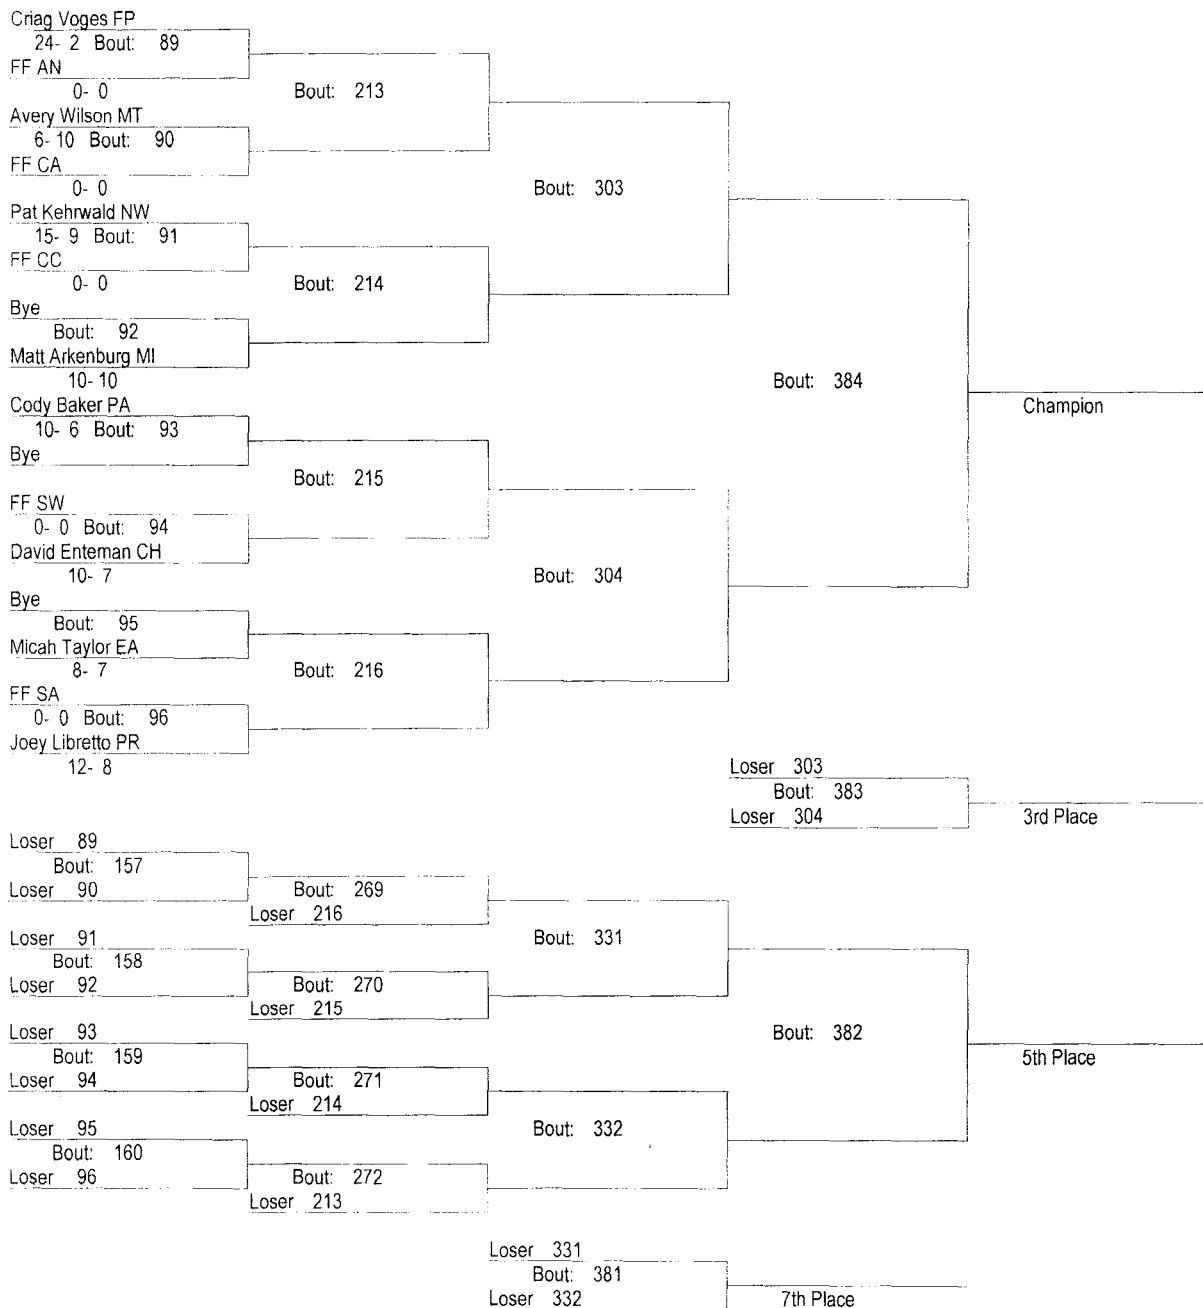 Criag Voges FP
24- 2 Bout: 89
FF AN
0- 0
Bout: 213
Avery Wilson MT
6- 10 Bout: 90
FF CA
0- 0
Bout: 303
Pat Kehrwald NW
15- 9 Bout: 91
FF CC
0- 0
Bout: 214
Bye
Bout: 92
Matt Arkenburg MI
10- 10
Bout: 384
Cody Baker PA
Champion
10- 6 Bout: 93
Bye
Bout: 215
FF SW
0- 0 Bout: 94
David Enteman CH
10- 7
Bout: 304
Bye
Bout: 95
Micah Taylor EA
8- 7
Bout: 216
FF SA
0- 0 Bout: 96
Joey Libretto PR
12- 8
Loser 303
Bout: 383
Loser 304
3rd Place
Loser 89
Bout: 157
Loser 90
Bout: 269
Loser 216
Loser 91
Bout: 331
Bout: 158
Loser 92
Bout: 270
Loser 215
Loser 93
Bout: 382
Bout: 159
5th Place
Loser 94
Bout: 271
Loser 214
Loser 95
Bout: 332
Bout: 160
Loser 96
Bout: 272
Loser 213
Loser 331
Bout: 381
Loser 332
7th Place